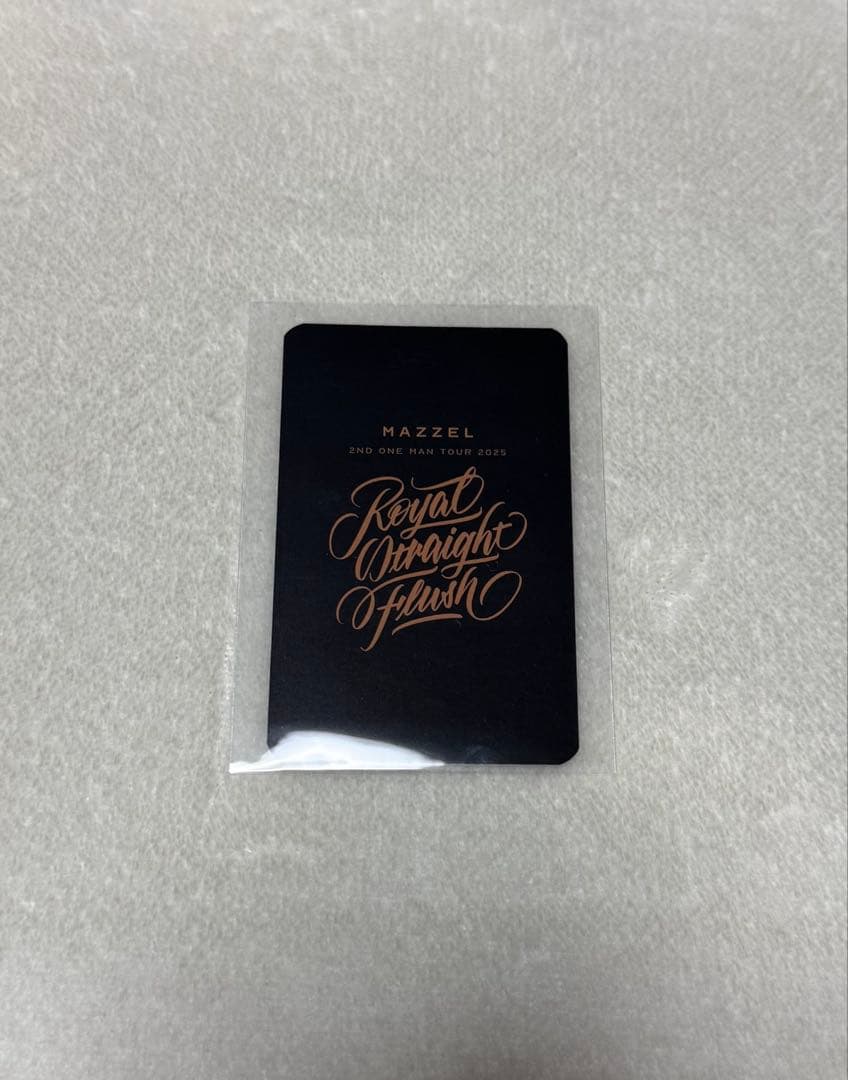 MAZZEL
2ND ONE MAN TOUR 2025
Royal
Straight
Flush